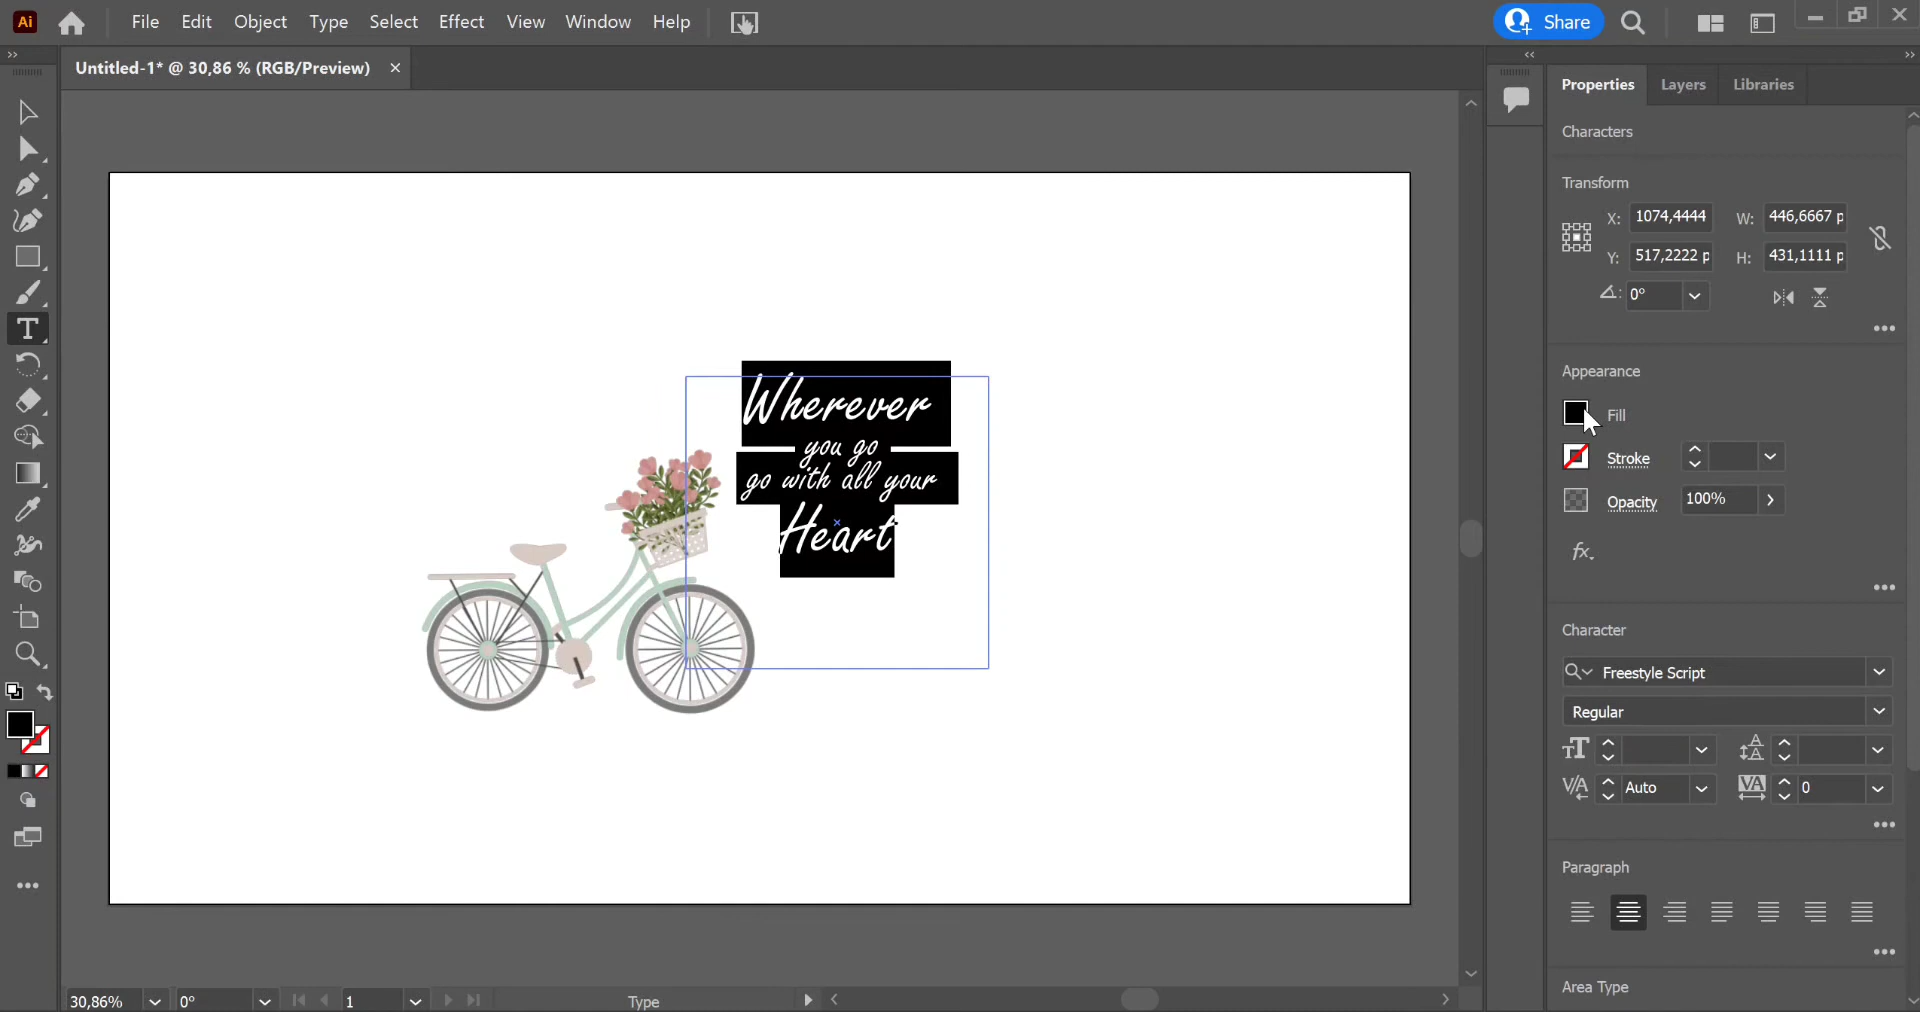 Ai File Edit Object Type Select Effect View Window Help Share
Untitled-1* @ 30,86 % (RGB/Preview) ×
Properties Layers Libraries
Characters
Transform
X: 1074,4444 W: 446,6667 p
Y: 517,2222 p H: 431,1111 p
0°
Appearance
Fill
Stroke
Opacity 100%
fx.
Character
Freestyle Script
Regular
Auto 0
Paragraph
Area Type
Wherever
you go
go with all your
Heart
30,86% 0° 1 Type